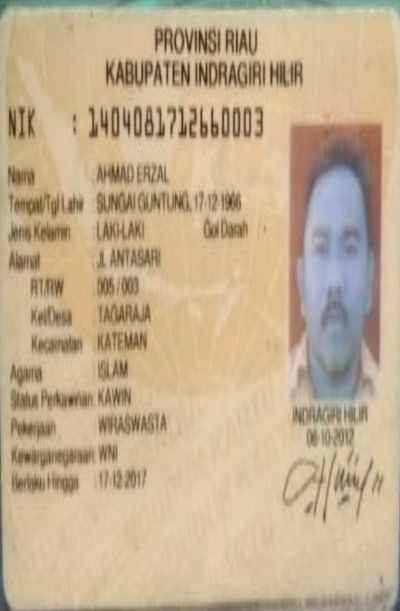 PROVINSI RIAU
KABUPATEN INDRAGIRI HILIR
NIK : 1404081712660003
Nama : AHMAD ERZAL
Tempat/Tgl Lahir : SUNGAI GUNTUNG, 17-12-1966
Jenis Kelamin : LAKI-LAKI Gol Darah : -
Alamat : JL ANTASARI
RT/RW : 005 / 003
Kel/Desa : TAGARAJA
Kecamatan : KATEMAN
Agama : ISLAM
Status Perkawinan : KAWIN
Pekerjaan : WIRASWASTA
Kewarganegaraan : WNI
Berlaku Hingga : 17-12-2017
INDRAGIRI HILIR
06-10-2012